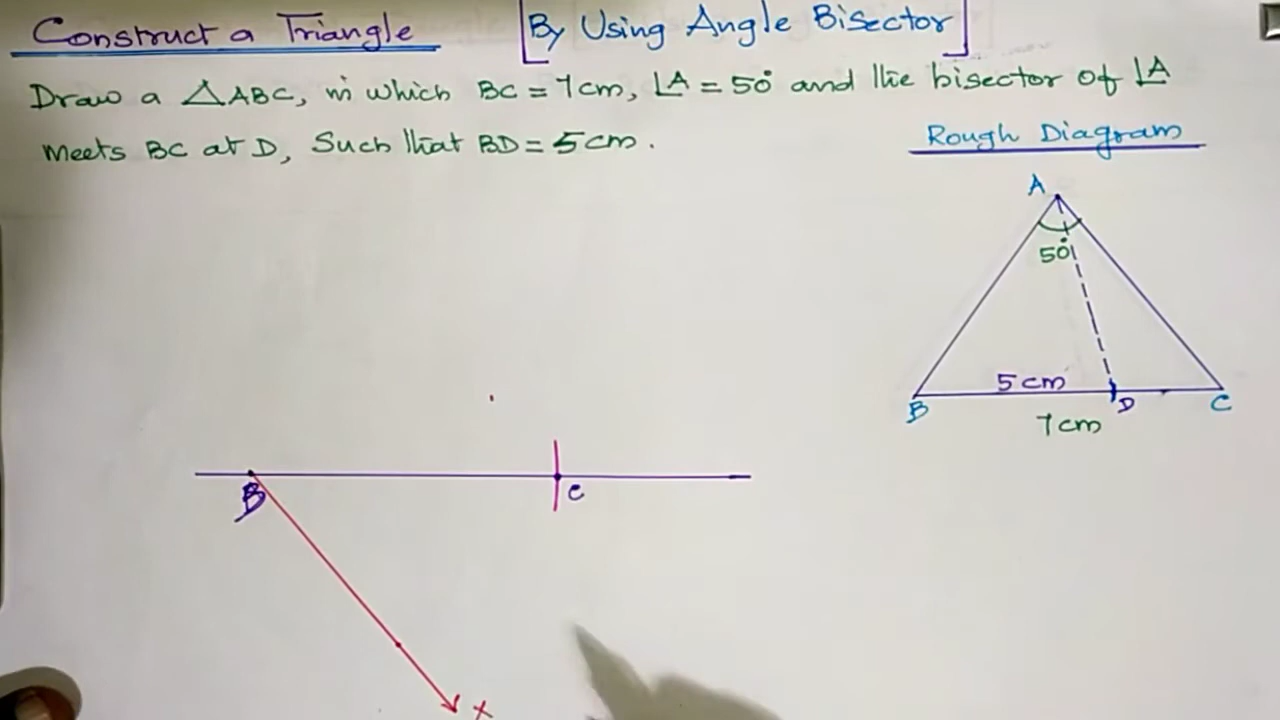 Construct a Triangle [By Using Angle Bisector]
Draw a △ABC, in which BC = 7cm, ∠A = 50° and the bisector of ∠A
meets BC at D, Such that BD = 5cm.
Rough Diagram
A
50°
5cm
B D C
7cm
B C
X